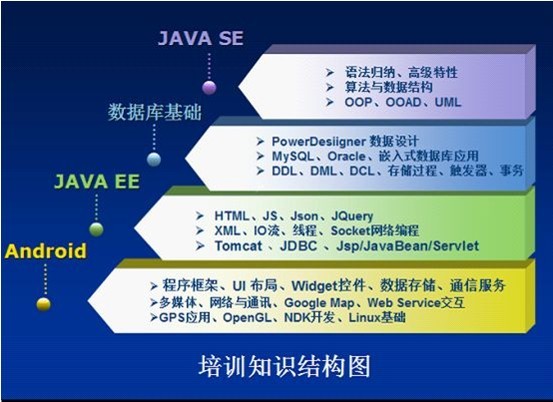 JAVA SE
语法归纳、高级特性
算法与数据结构
OOP、OOAD、UML
数据库基础
PowerDesiigner 数据设计
MySQL、Oracle、嵌入式数据库应用
DDL、DML、DCL、存储过程、触发器、事务
JAVA EE
HTML、JS、Json、JQuery
XML、IO流、线程、Socket网络编程
Tomcat 、JDBC 、Jsp/JavaBean/Servlet
Android
程序框架、UI 布局、Widget控件、数据存储、通信服务
多媒体、网络与通讯、Google Map、Web Service交互
GPS应用、OpenGL、NDK开发、Linux基础
培训知识结构图